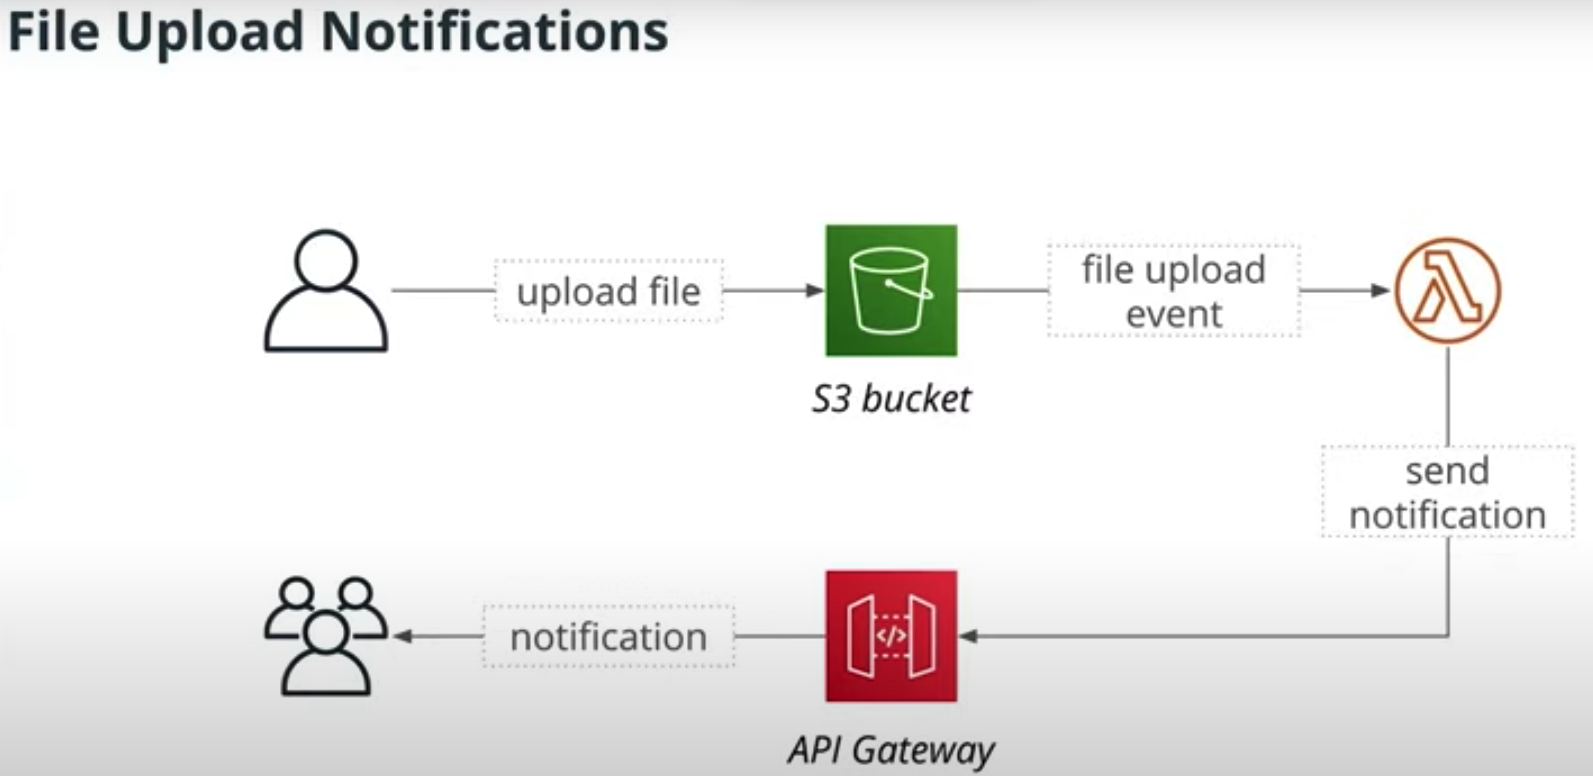 File Upload Notifications
upload file
file upload
event
S3 bucket
send
notification
notification
</>
API Gateway